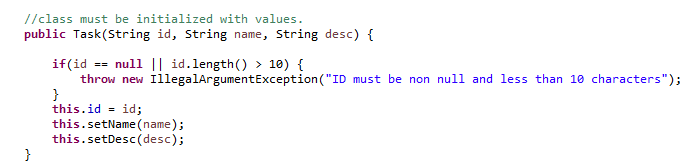 //class must be initialized with values.
public Task(String id, String name, String desc) {
if(id == null || id.length() > 10) {
throw new IllegalArgumentException("ID must be non null and less than 10 characters");
}
this.id = id;
this.setName(name);
this.setDesc(desc);
}